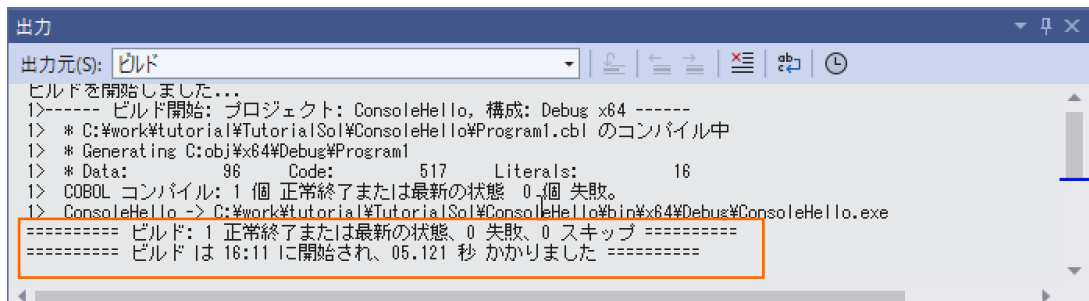 出力
出力元(S): ビルド
ビルドを開始しました...
1>------ ビルド開始: プロジェクト: ConsoleHello, 構成: Debug x64 ------
1>  * C:¥work¥tutorial¥TutorialSol¥ConsoleHello¥Program1.cbl のコンパイル中
1>  * Generating C:obj¥x64¥Debug¥Program1
1>  * Data:          96     Code:         517     Literals:          16
1>  COBOL コンパイル: 1 個 正常終了または最新の状態  0 個 失敗。
1>  ConsoleHello -> C:¥work¥tutorial¥TutorialSol¥ConsoleHello¥bin¥x64¥Debug¥ConsoleHello.exe
========== ビルド: 1 正常終了または最新の状態、0 失敗、0 スキップ ==========
========== ビルド は 16:11 に開始され、05.121 秒 かかりました ==========